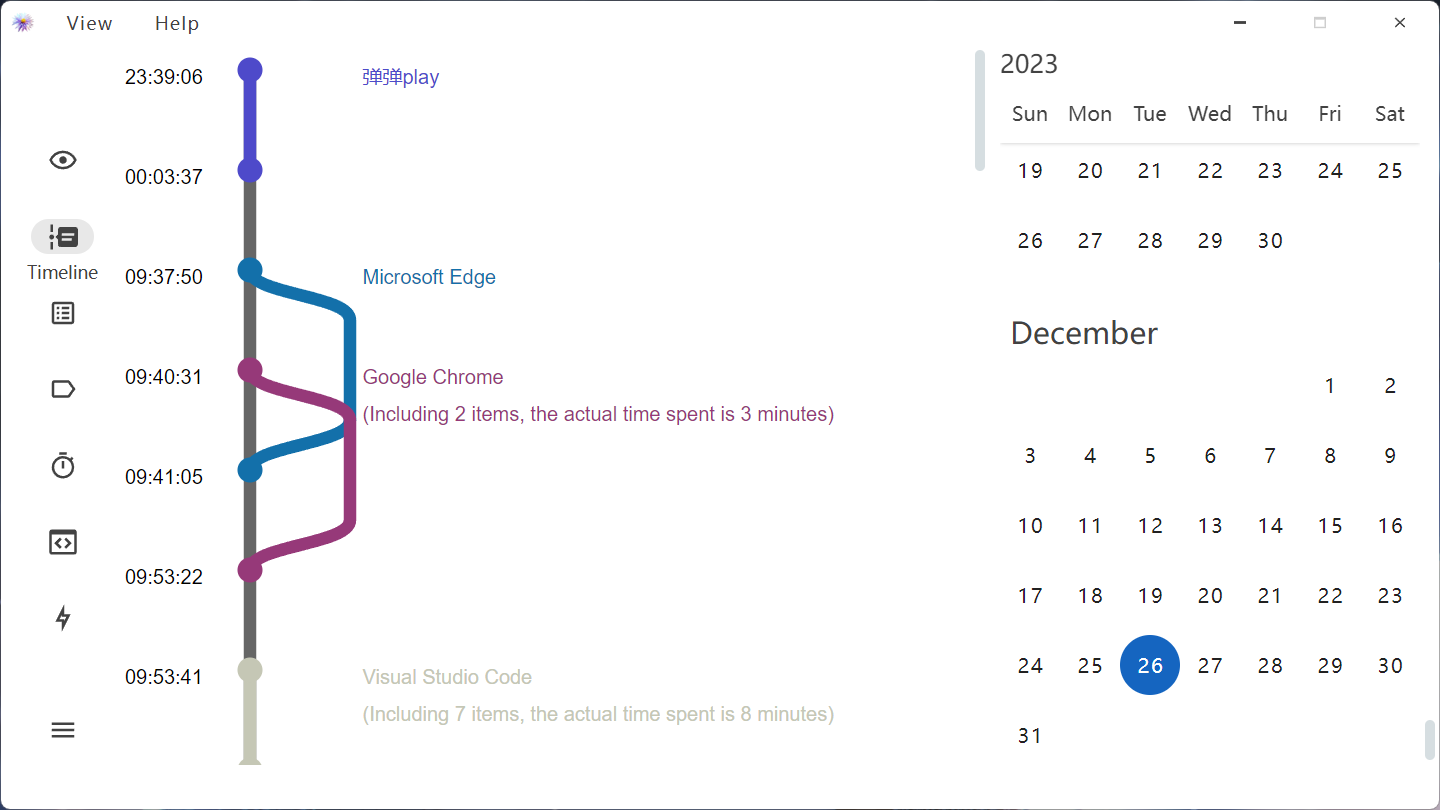 View Help
23:39:06 弹弹play
00:03:37
Timeline
09:37:50 Microsoft Edge
09:40:31 Google Chrome
(Including 2 items, the actual time spent is 3 minutes)
09:41:05
09:53:22
09:53:41 Visual Studio Code
(Including 7 items, the actual time spent is 8 minutes)
2023
Sun Mon Tue Wed Thu Fri Sat
19 20 21 22 23 24 25
26 27 28 29 30
December
1 2
3 4 5 6 7 8 9
10 11 12 13 14 15 16
17 18 19 20 21 22 23
24 25 26 27 28 29 30
31